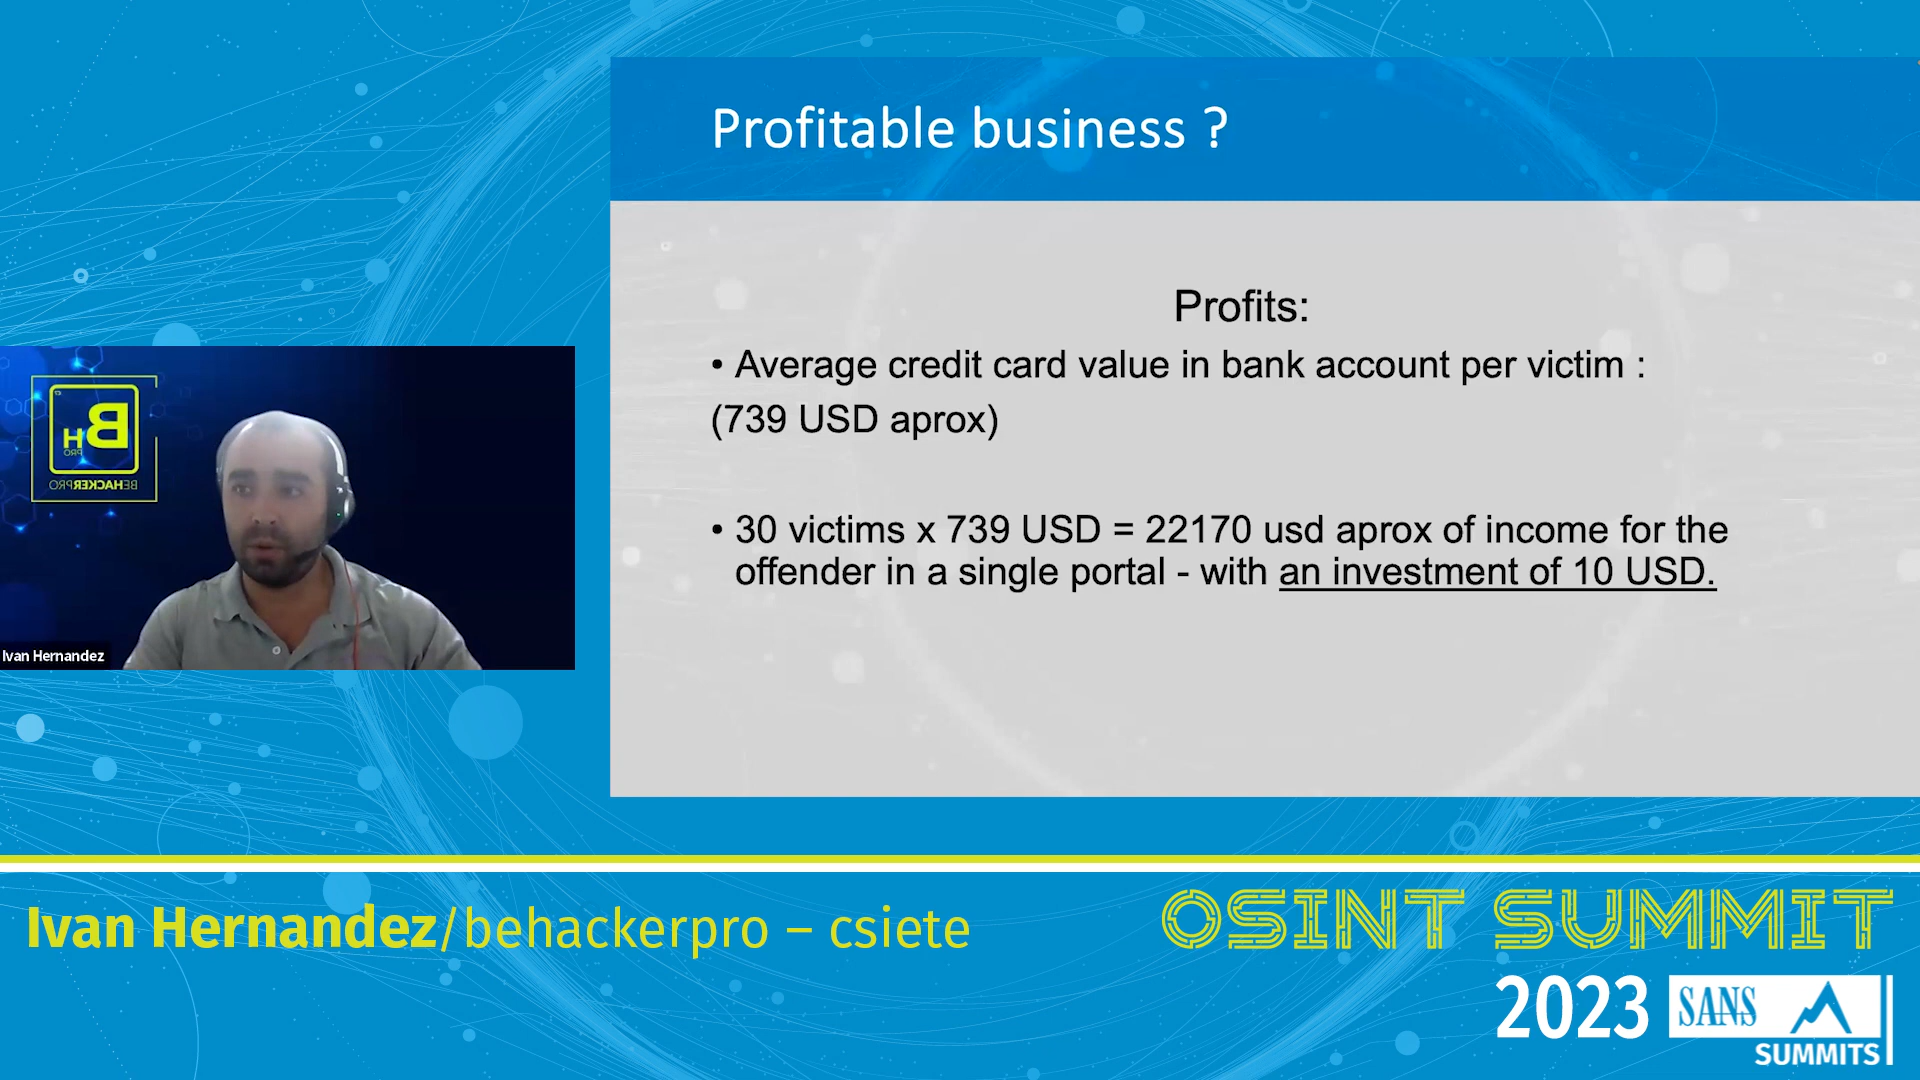 Profitable business ?
Profits:
• Average credit card value in bank account per victim :
(739 USD aprox)
• 30 victims x 739 USD = 22170 usd aprox of income for the
offender in a single portal - with an investment of 10 USD.
BH
PRO
BEHACKERPRO
Ivan Hernandez
Ivan Hernandez/behackerpro – csiete
OSINT SUMMIT
2023
SANS
SUMMITS